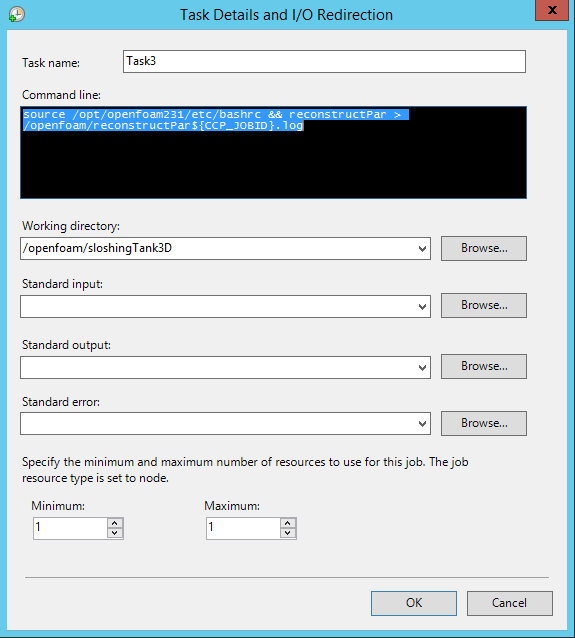 Task Details and I/O Redirection
x
Task name:
Task3
Command line:
source /opt/openfoam231/etc/bashrc && reconstructPar >
/openfoam/reconstructPar${CCP_JOBID}.log
Working directory:
/openfoam/sloshingTank3D
Browse...
Standard input:
Browse...
Standard output:
Browse...
Standard error:
Browse...
Specify the minimum and maximum number of resources to use for this job. The job
resource type is set to node.
Minimum: Maximum:
1 1
OK Cancel